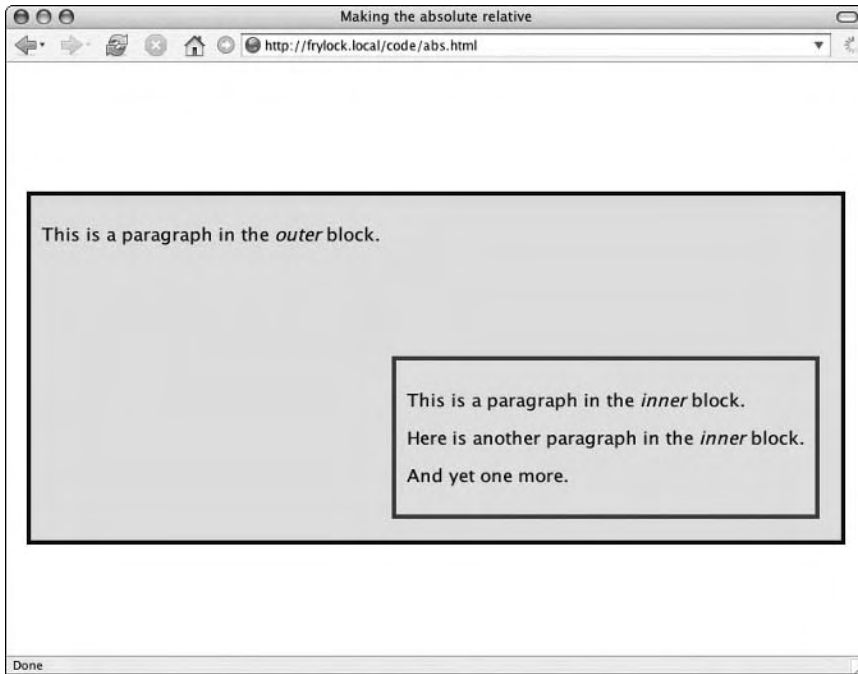 Making the absolute relative
http://frylock.local/code/abs.html
This is a paragraph in the outer block.
This is a paragraph in the inner block.
Here is another paragraph in the inner block.
And yet one more.
Done